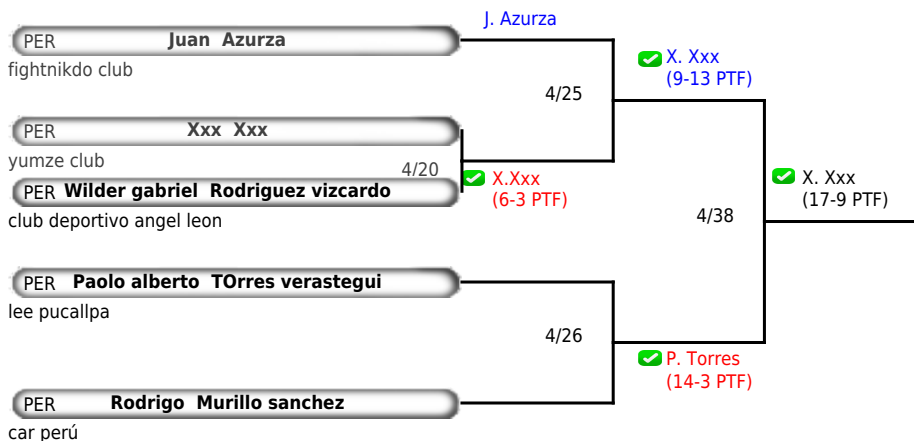 J. Azurza
PER Juan Azurza
fightnikdo club
X. Xxx
(9-13 PTF)
4/25
PER Xxx Xxx
yumze club
4/20
X.Xxx
(6-3 PTF)
PER Wilder gabriel Rodriguez vizcardo
club deportivo angel leon
X. Xxx
(17-9 PTF)
4/38
PER Paolo alberto TOrres verastegui
lee pucallpa
4/26
P. Torres
(14-3 PTF)
PER Rodrigo Murillo sanchez
car perú